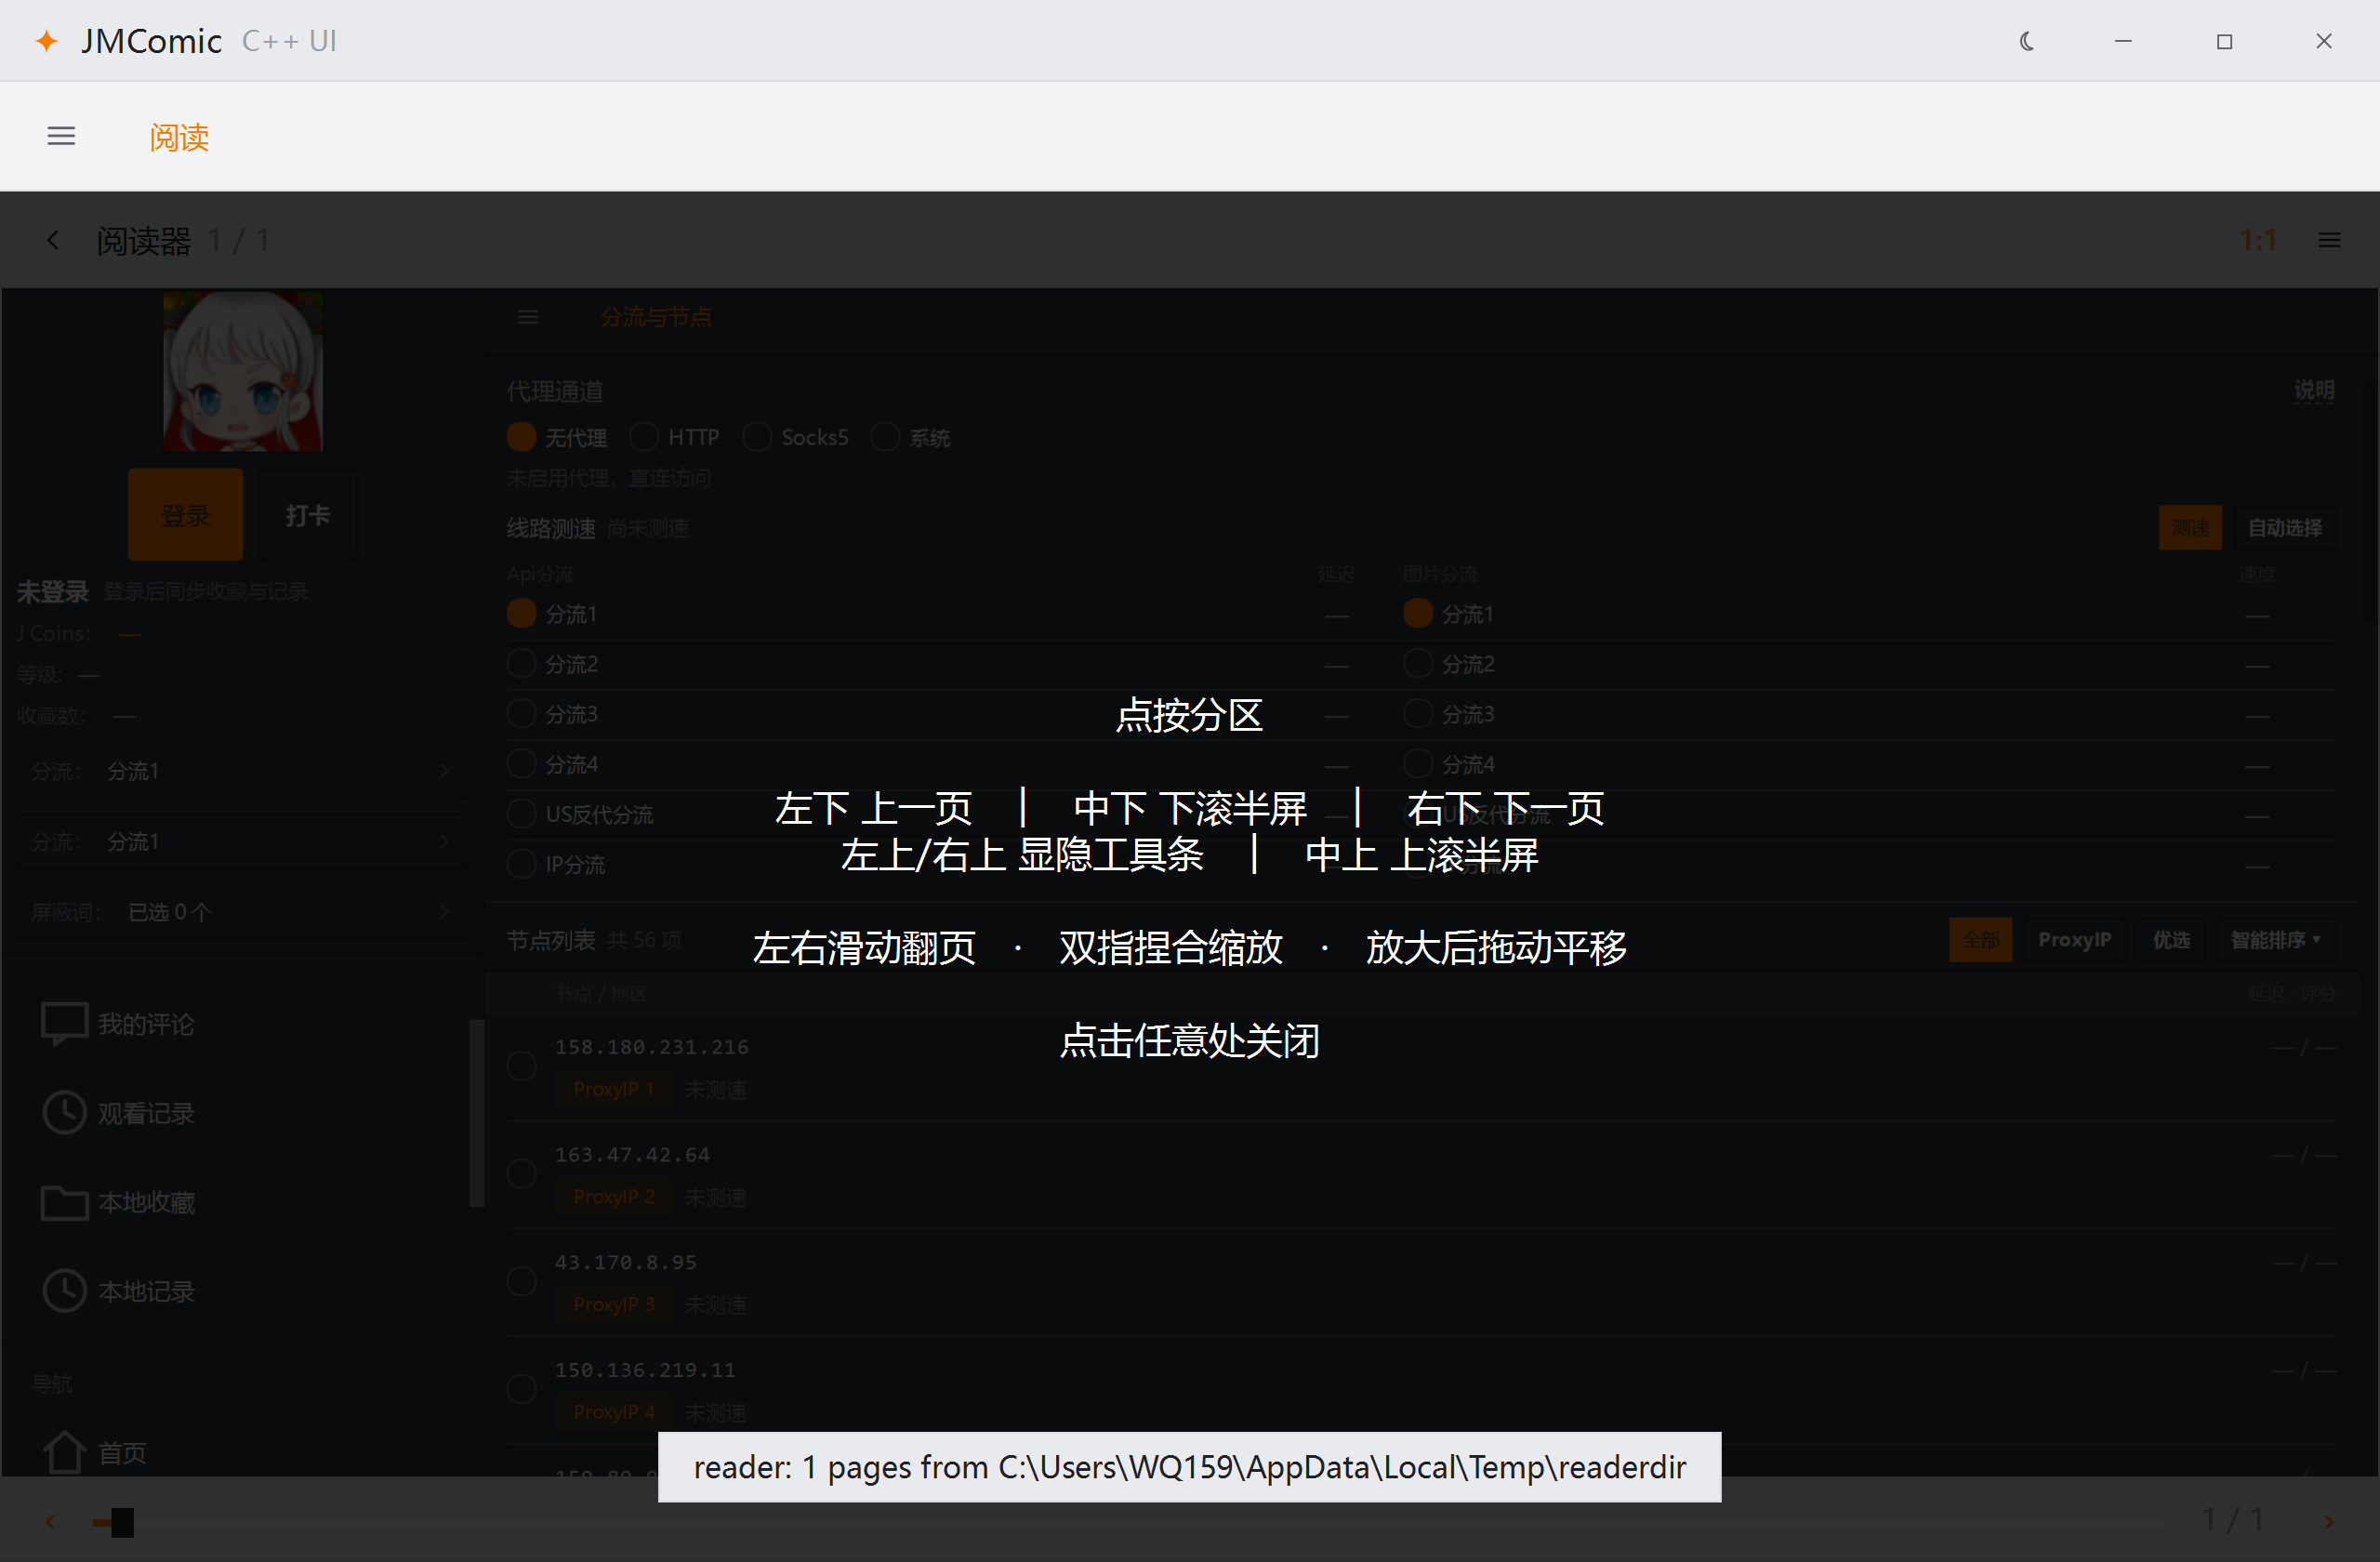 JMComic C++ UI
阅读
阅读器 1 / 1
1:1
分流与节点
代理通道
说明
无代理 HTTP Socks5 系统
未启用代理，直连访问
登录 打卡
线路测速 尚未测速
测速 自动选择
未登录 登录后同步收藏与记录
Api分流 延迟 图片分流 速度
J Coins: —
分流1 — 分流1 —
等级: —
分流2 — 分流2 —
收藏数: —
分流3 — 分流3 —
点按分区
分流: 分流1
分流4 — 分流4 —
左下 上一页 | 中下 下滚半屏 | 右下 下一页
US反代分流 — US反代分流 —
分流: 分流1
左上/右上 显隐工具条 | 中上 上滚半屏
IP分流
屏蔽词: 已选 0 个
节点列表 共 56 项
全部 ProxyIP 优选 智能排序 ▾
左右滑动翻页 · 双指捏合缩放 · 放大后拖动平移
节点 / 地区 延迟 · 评分
我的评论
点击任意处关闭
158.180.231.216 — / —
ProxyIP 1 未测速
观看记录
163.47.42.64 — / —
ProxyIP 2 未测速
本地收藏
43.170.8.95 — / —
ProxyIP 3 未测速
本地记录
150.136.219.11 — / —
ProxyIP 4 未测速
导航
首页
reader: 1 pages from C:\Users\WQ159\AppData\Local\Temp\readerdir
1 / 1